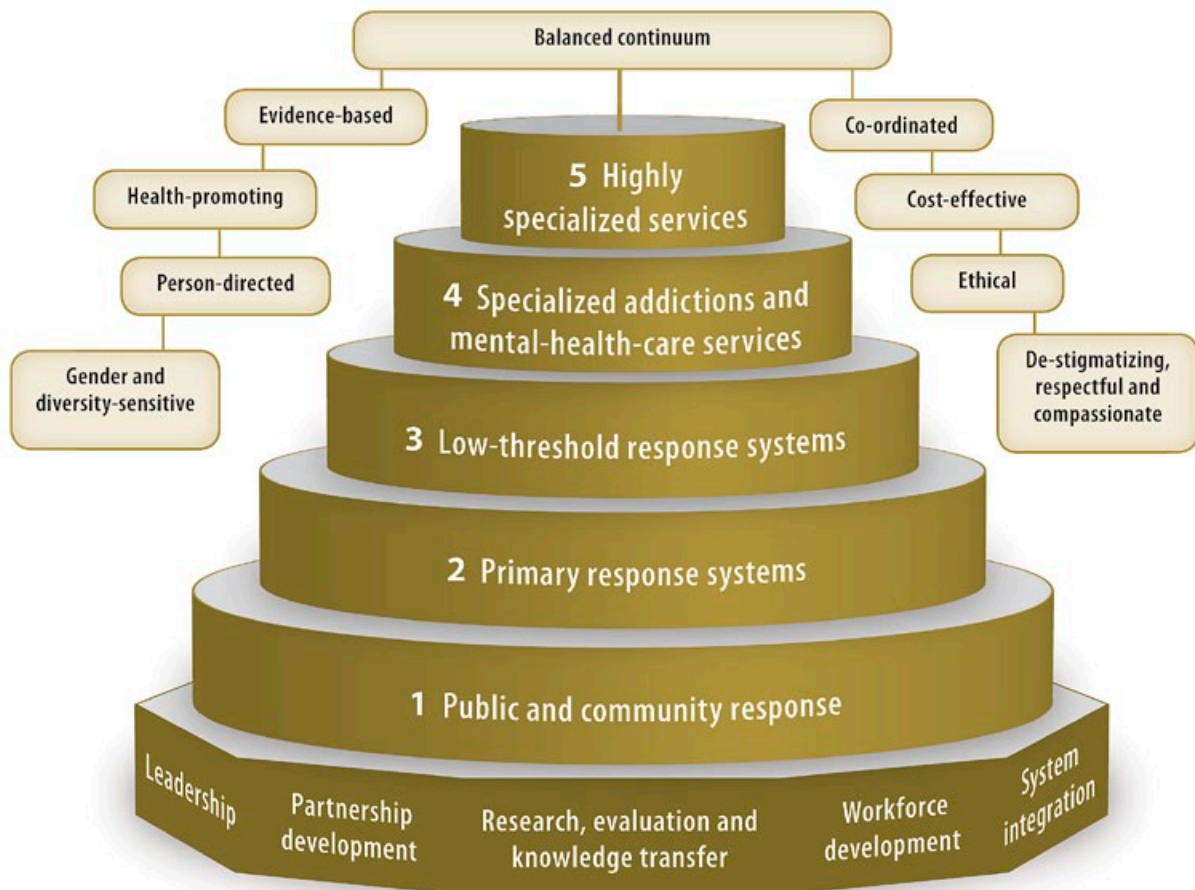 Balanced continuum
Evidence-based
Co-ordinated
Health-promoting
Cost-effective
Person-directed
Ethical
Gender and
diversity-sensitive
De-stigmatizing,
respectful and
compassionate
5 Highly
specialized services
4 Specialized addictions and
mental-health-care services
3 Low-threshold response systems
2 Primary response systems
1 Public and community response
Leadership
Partnership
development
Research, evaluation and
knowledge transfer
Workforce
development
System
integration